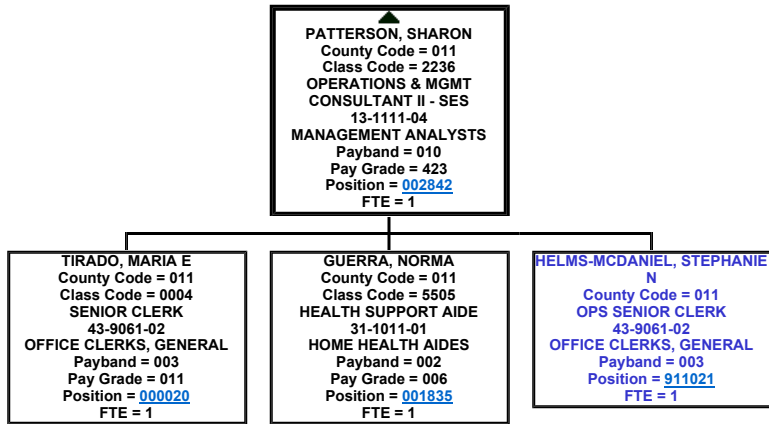 PATTERSON, SHARON
County Code = 011
Class Code = 2236
OPERATIONS & MGMT
CONSULTANT II - SES
13-1111-04
MANAGEMENT ANALYSTS
Payband = 010
Pay Grade = 423
Position = 002842
FTE = 1
TIRADO, MARIA E
County Code = 011
Class Code = 0004
SENIOR CLERK
43-9061-02
OFFICE CLERKS, GENERAL
Payband = 003
Pay Grade = 011
Position = 000020
FTE = 1
GUERRA, NORMA
County Code = 011
Class Code = 5505
HEALTH SUPPORT AIDE
31-1011-01
HOME HEALTH AIDES
Payband = 002
Pay Grade = 006
Position = 001835
FTE = 1
HELMS-MCDANIEL, STEPHANIE
N
County Code = 011
OPS SENIOR CLERK
43-9061-02
OFFICE CLERKS, GENERAL
Payband = 003
Position = 911021
FTE = 1